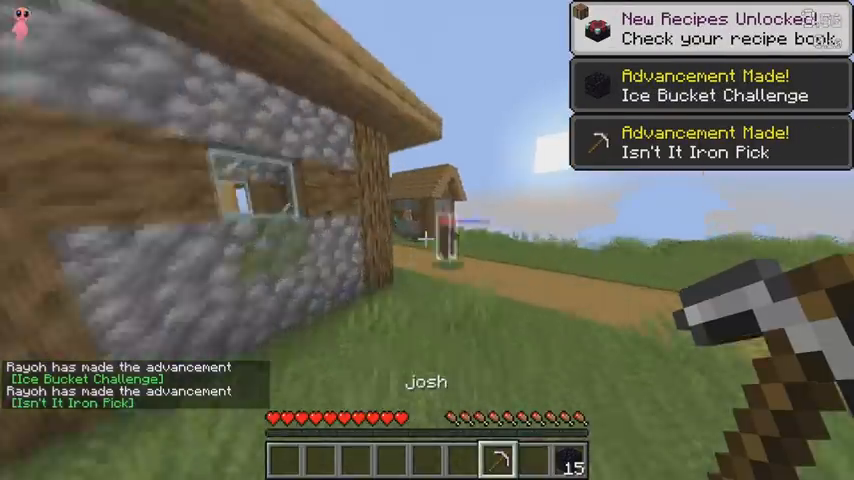 New Recipes Unlocked!
Check your recipe book
Advancement Made!
Ice Bucket Challenge
Advancement Made!
Isn't It Iron Pick
Rayoh has made the advancement
[Ice Bucket Challenge]
Rayoh has made the advancement
[Isn't It Iron Pick]
josh
15